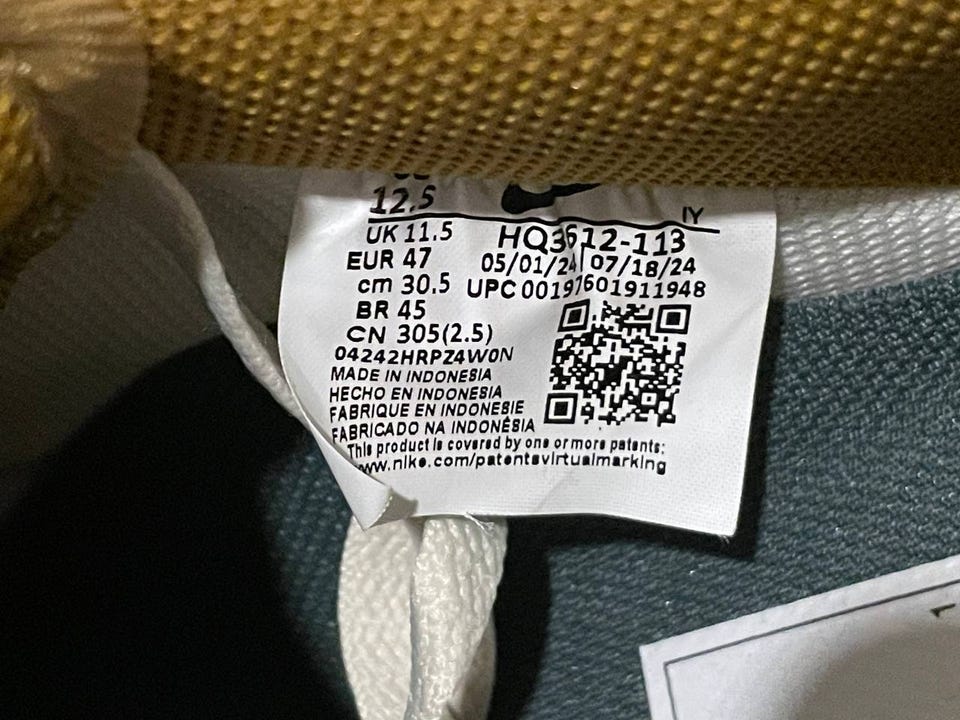 12.5
IY
UK 11.5
HQ3612-113
EUR 47
05/01/24 07/18/24
cm 30.5
UPC 00197601911948
BR 45
CN 305(2.5)
04242HRPZ4W0N
MADE IN INDONESIA
HECHO EN INDONESIA
FABRIQUE EN INDONESIE
FABRICADO NA INDONÉSIA
This product is covered by one or more patents:
www.nike.com/patentsvirtualmarking